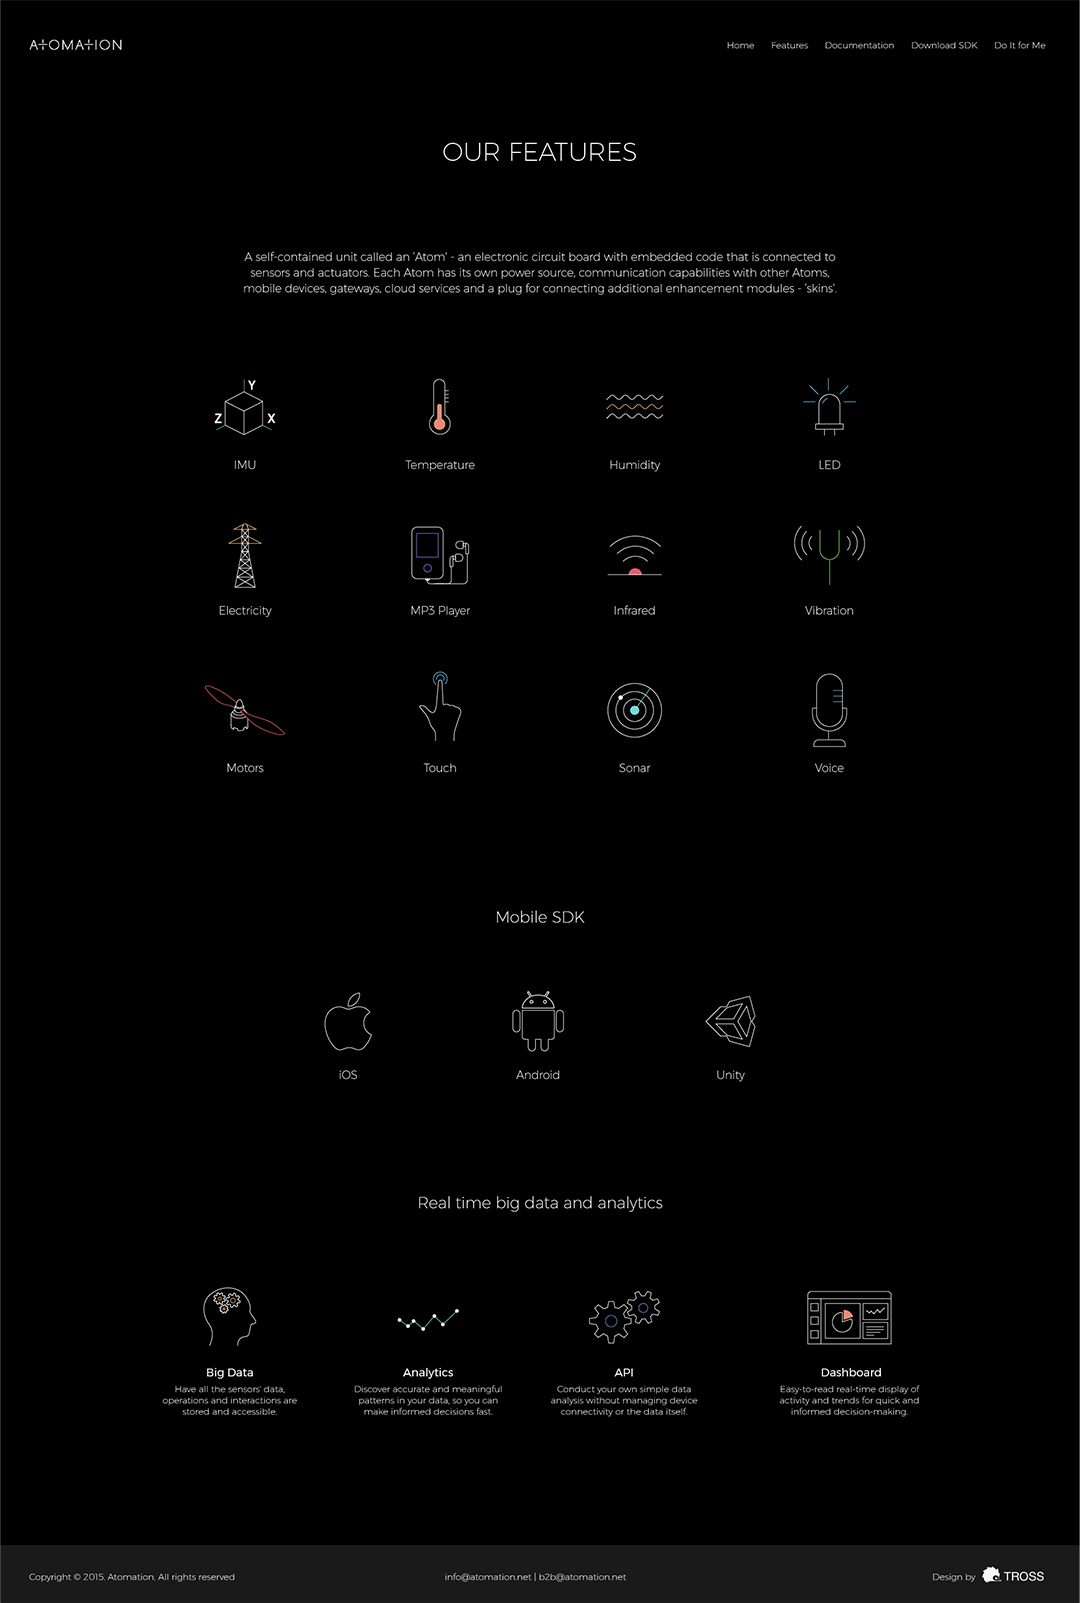 ATOMATION
Home Features Documentation Download SDK Do It for Me
OUR FEATURES
A self-contained unit called an 'Atom' - an electronic circuit board with embedded code that is connected to
sensors and actuators. Each Atom has its own power source, communication capabilities with other Atoms,
mobile devices, gateways, cloud services and a plug for connecting additional enhancement modules - 'skins'.
Y
Z X
IMU Temperature Humidity LED
Electricity MP3 Player Infrared Vibration
Motors Touch Sonar Voice
Mobile SDK
iOS Android Unity
Real time big data and analytics
Big Data
Have all the sensors' data,
operations and interactions are
stored and accessible.
Analytics
Discover accurate and meaningful
patterns in your data, so you can
make informed decisions fast.
API
Conduct your own simple data
analysis without managing device
connectivity or the data itself.
Dashboard
Easy-to-read real-time display of
activity and trends for quick and
informed decision-making.
Copyright © 2015. Atomation. All rights reserved
info@atomation.net | b2b@atomation.net
Design by TROSS